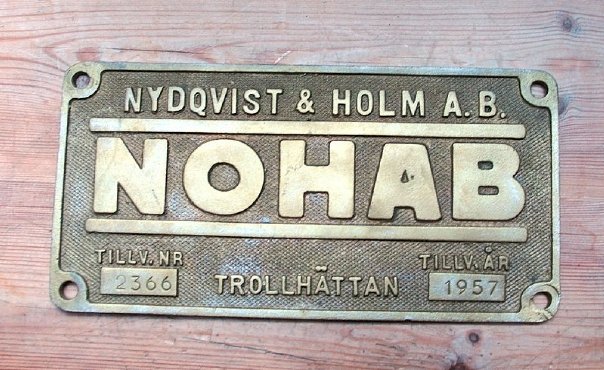 NYDQVIST & HOLM A.B.
NOHAB
TILLV. NR TILLV. ÅR
2366 TROLLHÄTTAN 1957